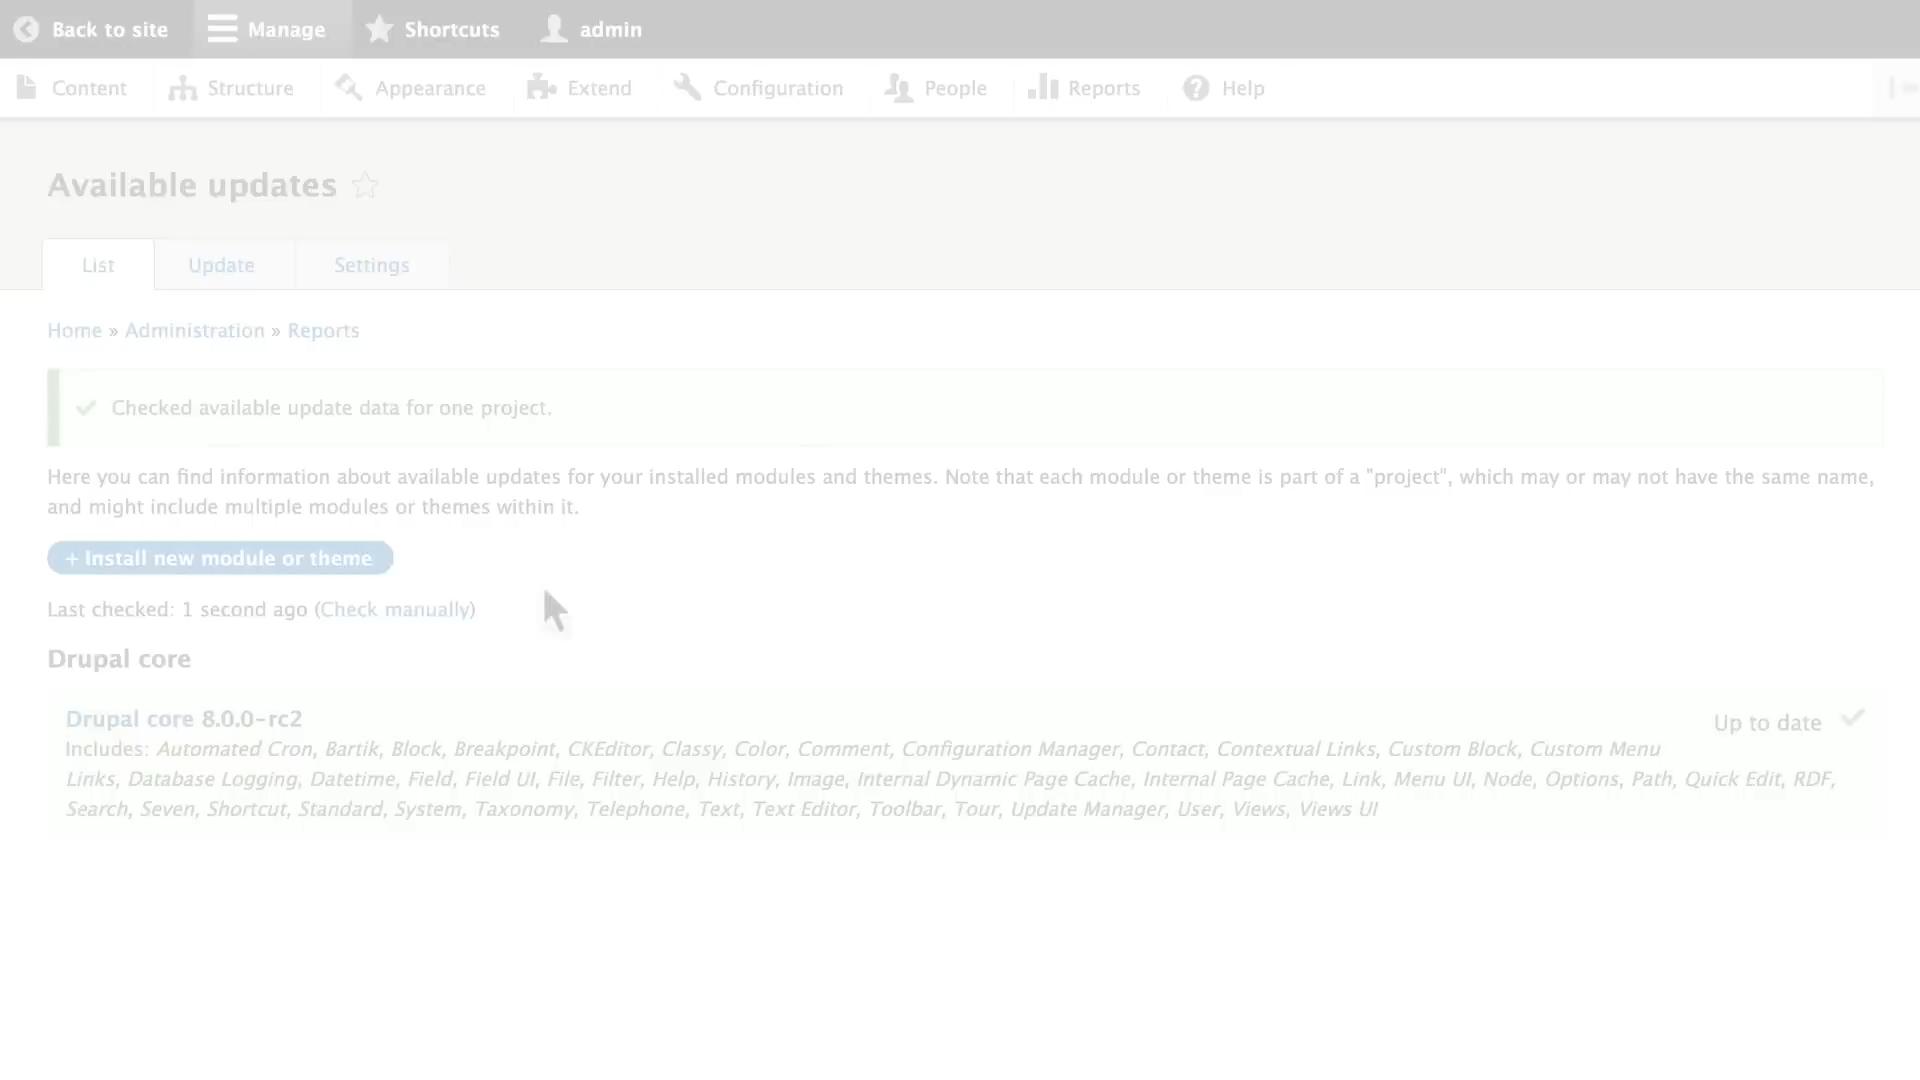 Back to site Manage Shortcuts admin
Content Structure Appearance Extend Configuration People Reports Help
Available updates
List Update Settings
Home » Administration » Reports
Checked available update data for one project.
Here you can find information about available updates for your installed modules and themes. Note that each module or theme is part of a "project", which may or may not have the same name,
and might include multiple modules or themes within it.
+ Install new module or theme
Last checked: 1 second ago (Check manually)
Drupal core
Drupal core 8.0.0-rc2
Up to date
Includes: Automated Cron, Bartik, Block, Breakpoint, CKEditor, Classy, Color, Comment, Configuration Manager, Contact, Contextual Links, Custom Block, Custom Menu
Links, Database Logging, Datetime, Field, Field UI, File, Filter, Help, History, Image, Internal Dynamic Page Cache, Internal Page Cache, Link, Menu UI, Node, Options, Path, Quick Edit, RDF,
Search, Seven, Shortcut, Standard, System, Taxonomy, Telephone, Text, Text Editor, Toolbar, Tour, Update Manager, User, Views, Views UI